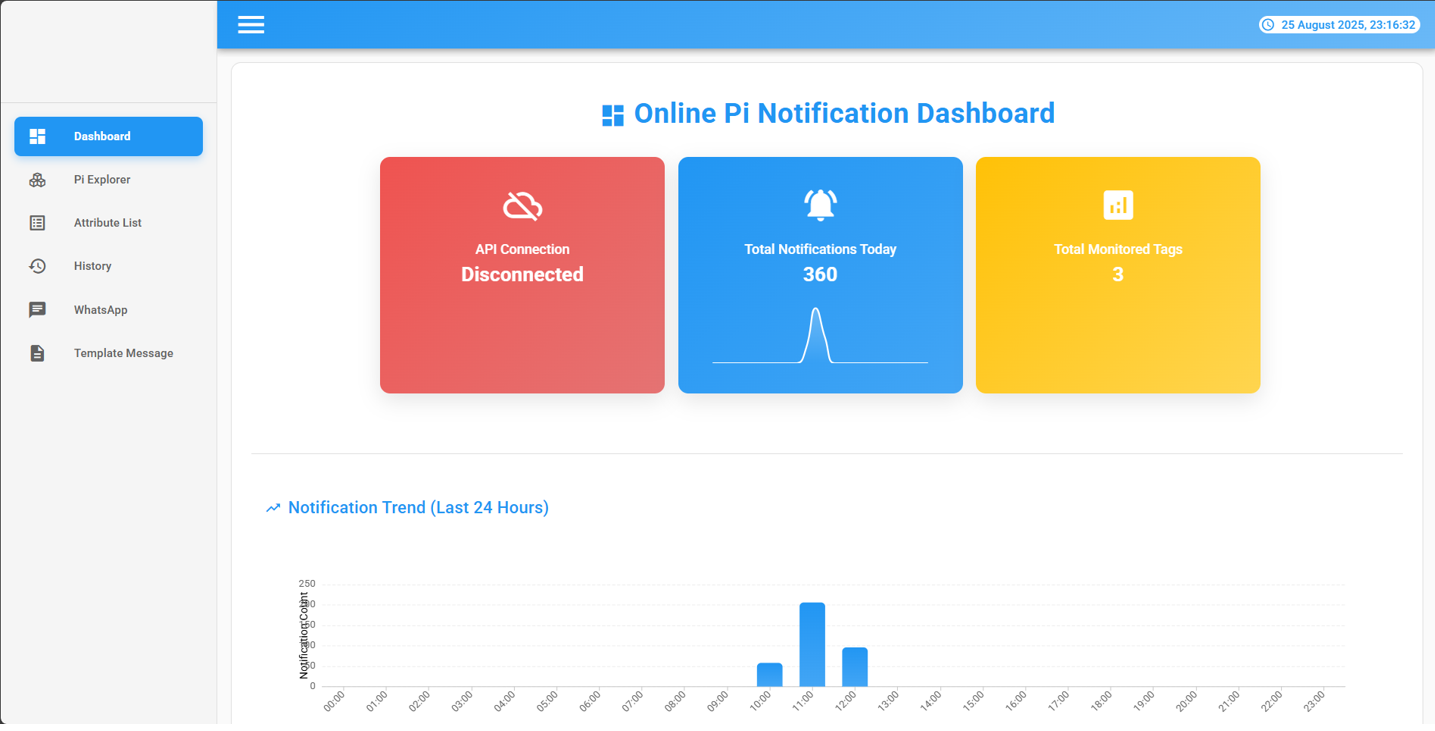 25 August 2025, 23:16:32
Dashboard
Pi Explorer
Attribute List
History
WhatsApp
Template Message
Online Pi Notification Dashboard
API Connection
Disconnected
Total Notifications Today
360
Total Monitored Tags
3
Notification Trend (Last 24 Hours)
Notification Count
250
200
150
100
50
0
00:00 01:00 02:00 03:00 04:00 05:00 06:00 07:00 08:00 09:00 10:00 11:00 12:00 13:00 14:00 15:00 16:00 17:00 18:00 19:00 20:00 21:00 22:00 23:00